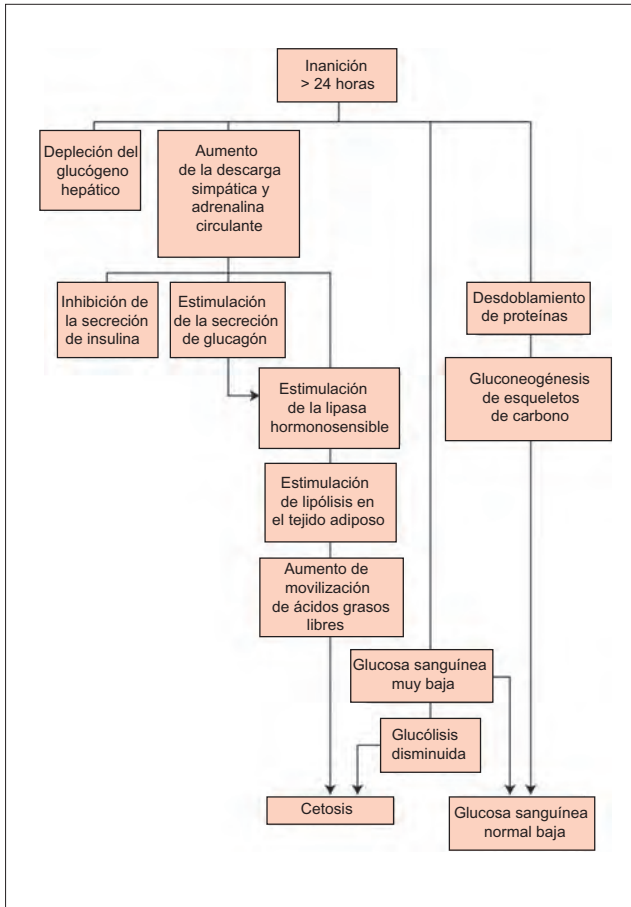 Inanición
> 24 horas
Depleción del
glucógeno
hepático
Aumento
de la descarga
simpática y
adrenalina
circulante
Inhibición de
la secreción
de insulina
Estimulación
de la secreción
de glucagón
Desdoblamiento
de proteínas
Gluconeogénesis
de esqueletos
de carbono
Estimulación
de la lipasa
hormonosensible
Estimulación
de lipólisis en
el tejido adiposo
Aumento de
movilización
de ácidos grasos
libres
Glucosa sanguínea
muy baja
Glucólisis
disminuida
Cetosis
Glucosa sanguínea
normal baja